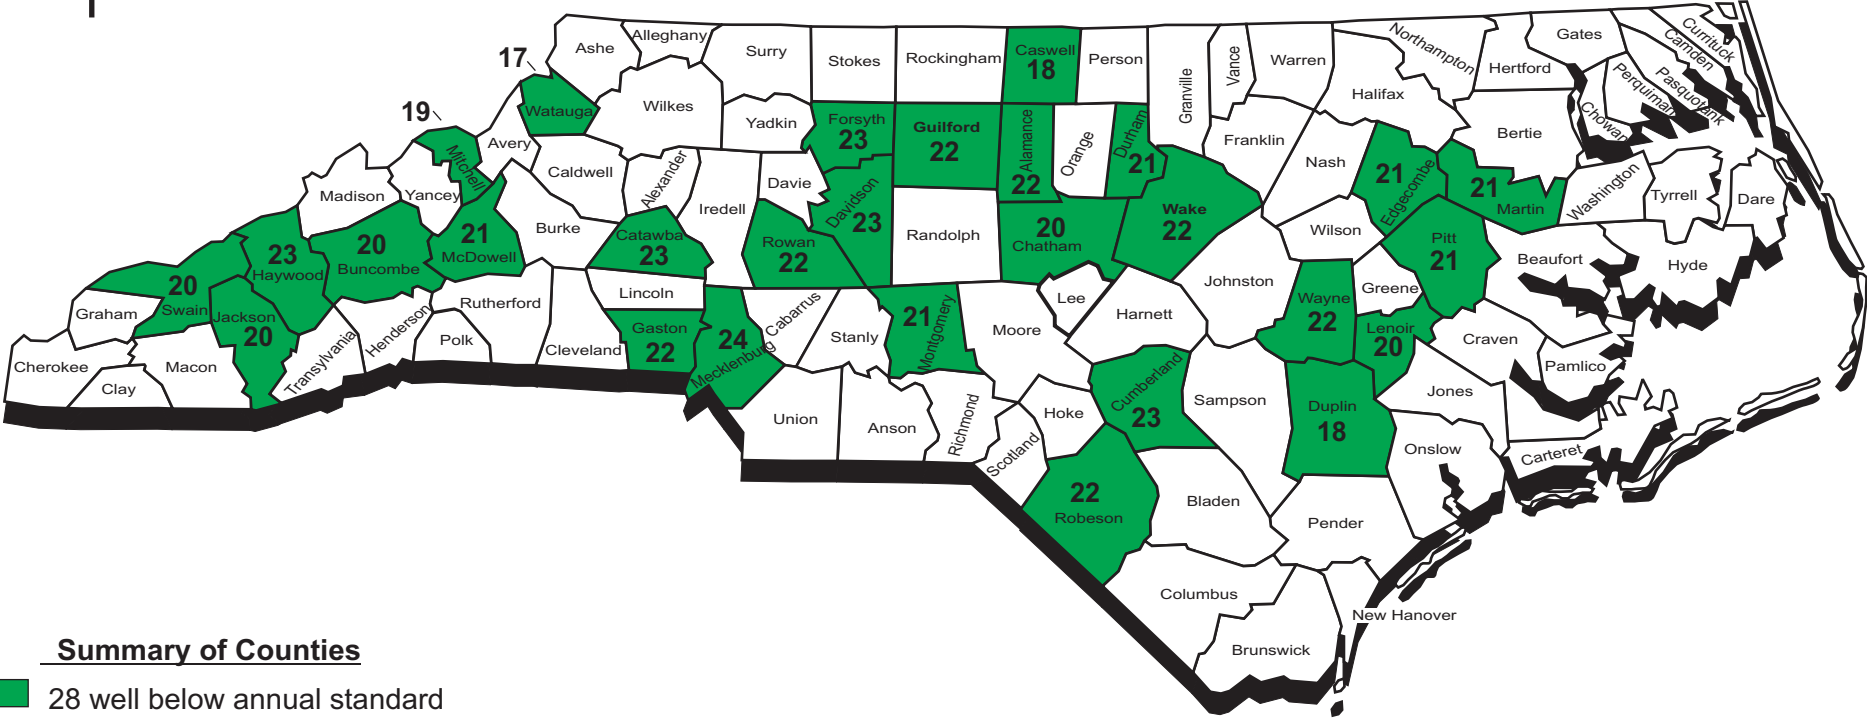 Ashe
Alleghany
Surry
Stokes
Rockingham
Caswell
18
Person
Granville
Vance
Warren
Northampton
Hertford
Gates
Currituck
Camden
Pasquotank
Perquimans
Chowan
17
Watauga
Wilkes
Yadkin
Forsyth
23
Guilford
22
Alamance
22
Orange
Durham
21
Franklin
Halifax
Nash
Bertie
19
Mitchell
Avery
Caldwell
Alexander
Iredell
Davie
Davidson
23
Randolph
20
Chatham
Wake
22
21
Edgecombe
21
Martin
Washington
Tyrrell
Dare
Madison
Yancey
Burke
Catawba
23
Rowan
22
Wilson
Pitt
21
Beaufort
Hyde
20
Swain
23
Haywood
20
Buncombe
21
McDowell
Johnston
Greene
Graham
Jackson
20
Transylvania
Henderson
Rutherford
Polk
Cleveland
Lincoln
Gaston
22
24
Mecklenburg
Cabarrus
Stanly
21
Montgomery
Moore
Lee
Harnett
Wayne
22
Lenoir
20
Craven
Pamlico
Jones
Cherokee
Clay
Macon
Union
Anson
Richmond
Scotland
Hoke
Cumberland
23
Sampson
Duplin
18
Onslow
Carteret
22
Robeson
Bladen
Pender
Columbus
New Hanover
Brunswick
Summary of Counties
28 well below annual standard